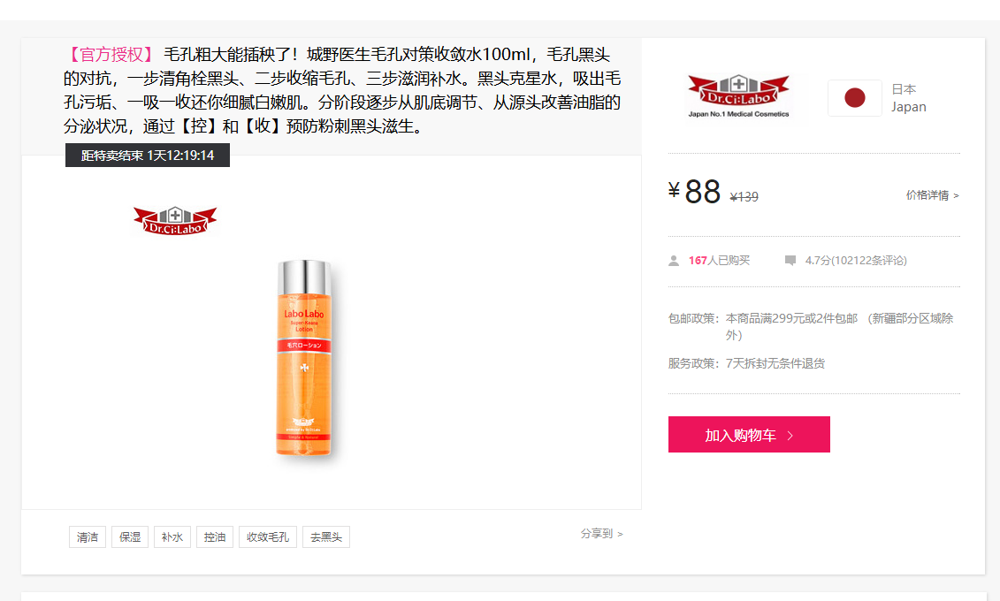 【官方授权】 毛孔粗大能插秧了！城野医生毛孔对策收敛水100ml，毛孔黑头
的对抗，一步清角栓黑头、二步收缩毛孔、三步滋润补水。黑头克星水，吸出毛
孔污垢、一吸一收还你细腻白嫩肌。分阶段逐步从肌底调节、从源头改善油脂的
分泌状况，通过【控】和【收】预防粉刺黑头滋生。
距特卖结束 1天12:19:14
Dr.Ci:Labo
Labo Labo
Super-Keana
Lotion
毛穴ローション
清洁
保湿
补水
控油
收敛毛孔
去黑头
分享到 >
Dr.Ci:Labo
Japan No.1 Medical Cosmetics
日本
Japan
¥ 88 ¥139
价格详情 >
167人已购买
4.7分(102122条评论)
包邮政策：本商品满299元或2件包邮 （新疆部分区域除
外）
服务政策：7天拆封无条件退货
加入购物车 >